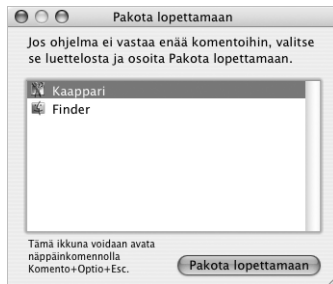 Pakota lopettamaan
Jos ohjelma ei vastaa enää komentoihin, valitse
se luettelosta ja osoita Pakota lopettamaan.
Kaappari
Finder
Tämä ikkuna voidaan avata
näppäinkomennolla
Komento+Optio+Esc.
Pakota lopettamaan